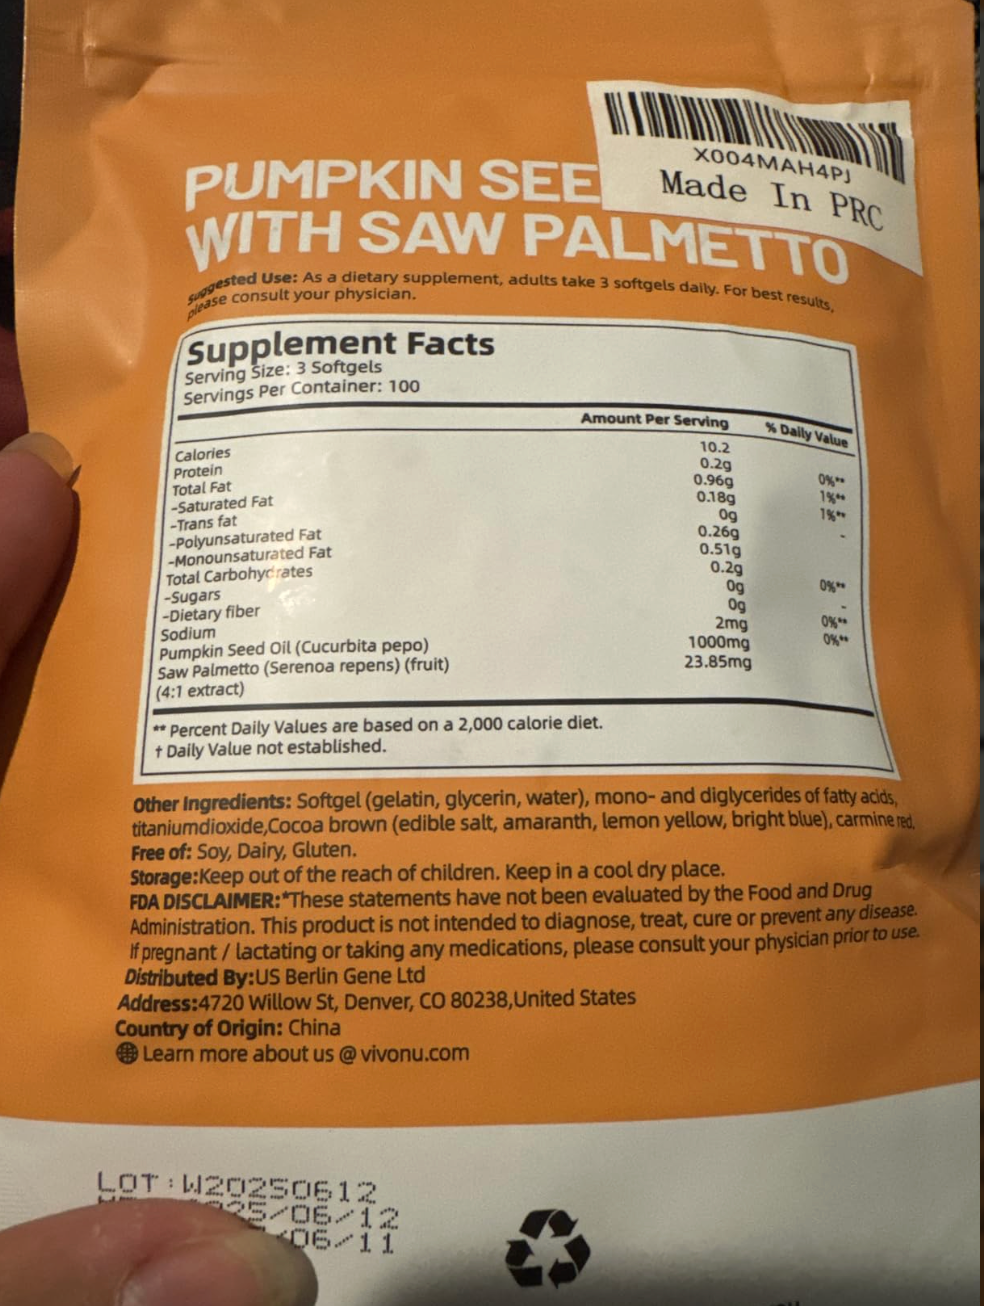 X004MAH4PJ
Made In PRC
PUMPKIN SEE
WITH SAW PALMETTO
Suggested Use: As a dietary supplement, adults take 3 softgels daily. For best results,
please consult your physician.
Supplement Facts
Serving Size: 3 Softgels
Servings Per Container: 100
Amount Per Serving % Daily Value
Calories 10.2
Protein 0.2g 0%**
Total Fat 0.96g 1%**
-Saturated Fat 0.18g 1%**
-Trans fat 0g -
-Polyunsaturated Fat 0.26g
-Monounsaturated Fat 0.51g
Total Carbohydrates 0.2g 0%**
-Sugars 0g -
-Dietary fiber 0g 0%**
Sodium 2mg 0%**
Pumpkin Seed Oil (Cucurbita pepo) 1000mg
Saw Palmetto (Serenoa repens) (fruit) 23.85mg
(4:1 extract)
** Percent Daily Values are based on a 2,000 calorie diet.
† Daily Value not established.
Other Ingredients: Softgel (gelatin, glycerin, water), mono- and diglycerides of fatty acids,
titaniumdioxide,Cocoa brown (edible salt, amaranth, lemon yellow, bright blue), carmine red.
Free of: Soy, Dairy, Gluten.
Storage:Keep out of the reach of children. Keep in a cool dry place.
FDA DISCLAIMER:*These statements have not been evaluated by the Food and Drug
Administration. This product is not intended to diagnose, treat, cure or prevent any disease.
If pregnant / lactating or taking any medications, please consult your physician prior to use.
Distributed By:US Berlin Gene Ltd
Address:4720 Willow St, Denver, CO 80238,United States
Country of Origin: China
Learn more about us @ vivonu.com
LOT:W20250612
25/06/12
/06/11